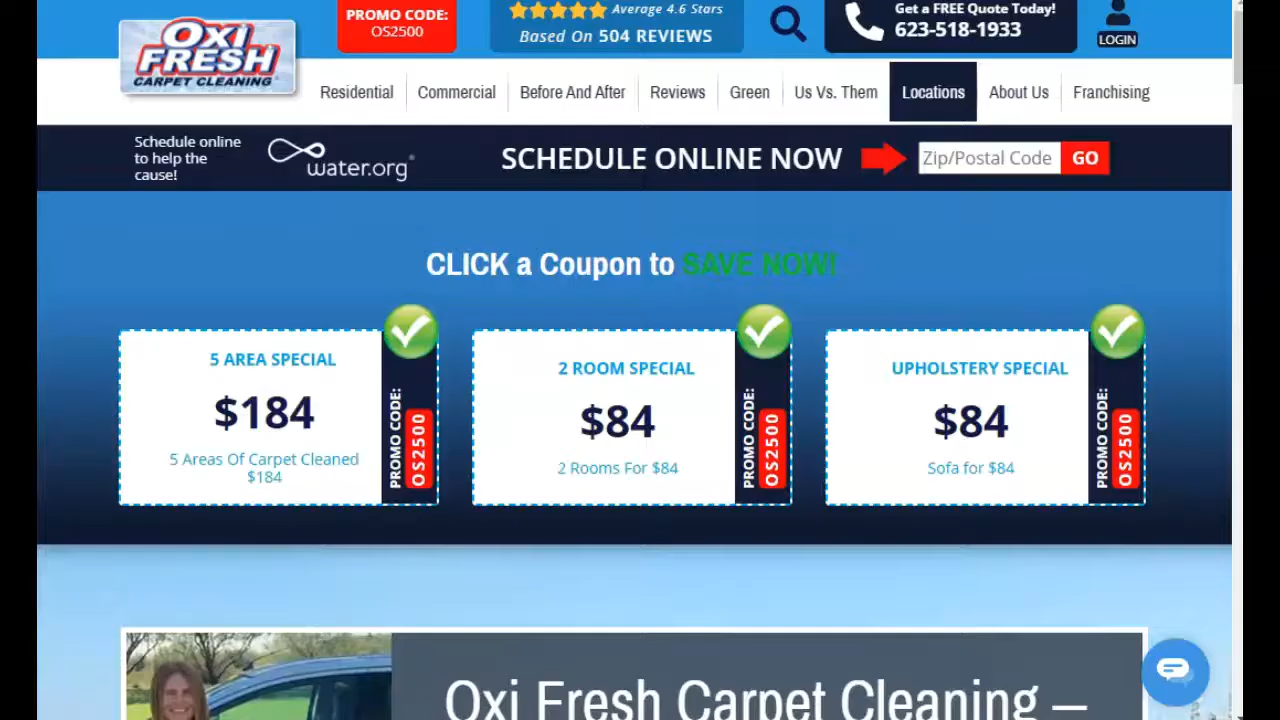 OXI
FRESH
CARPET CLEANING
PROMO CODE:
OS2500
Average 4.6 Stars
Based On 504 REVIEWS
Get a FREE Quote Today!
623-518-1933
LOGIN
Residential
Commercial
Before And After
Reviews
Green
Us Vs. Them
Locations
About Us
Franchising
Schedule online
to help the
cause!
water.org
SCHEDULE ONLINE NOW
Zip/Postal Code
GO
CLICK a Coupon to SAVE NOW!
5 AREA SPECIAL
$184
5 Areas Of Carpet Cleaned
$184
PROMO CODE:
OS2500
2 ROOM SPECIAL
$84
2 Rooms For $84
PROMO CODE:
OS2500
UPHOLSTERY SPECIAL
$84
Sofa for $84
PROMO CODE:
OS2500
Oxi Fresh Carpet Cleaning —